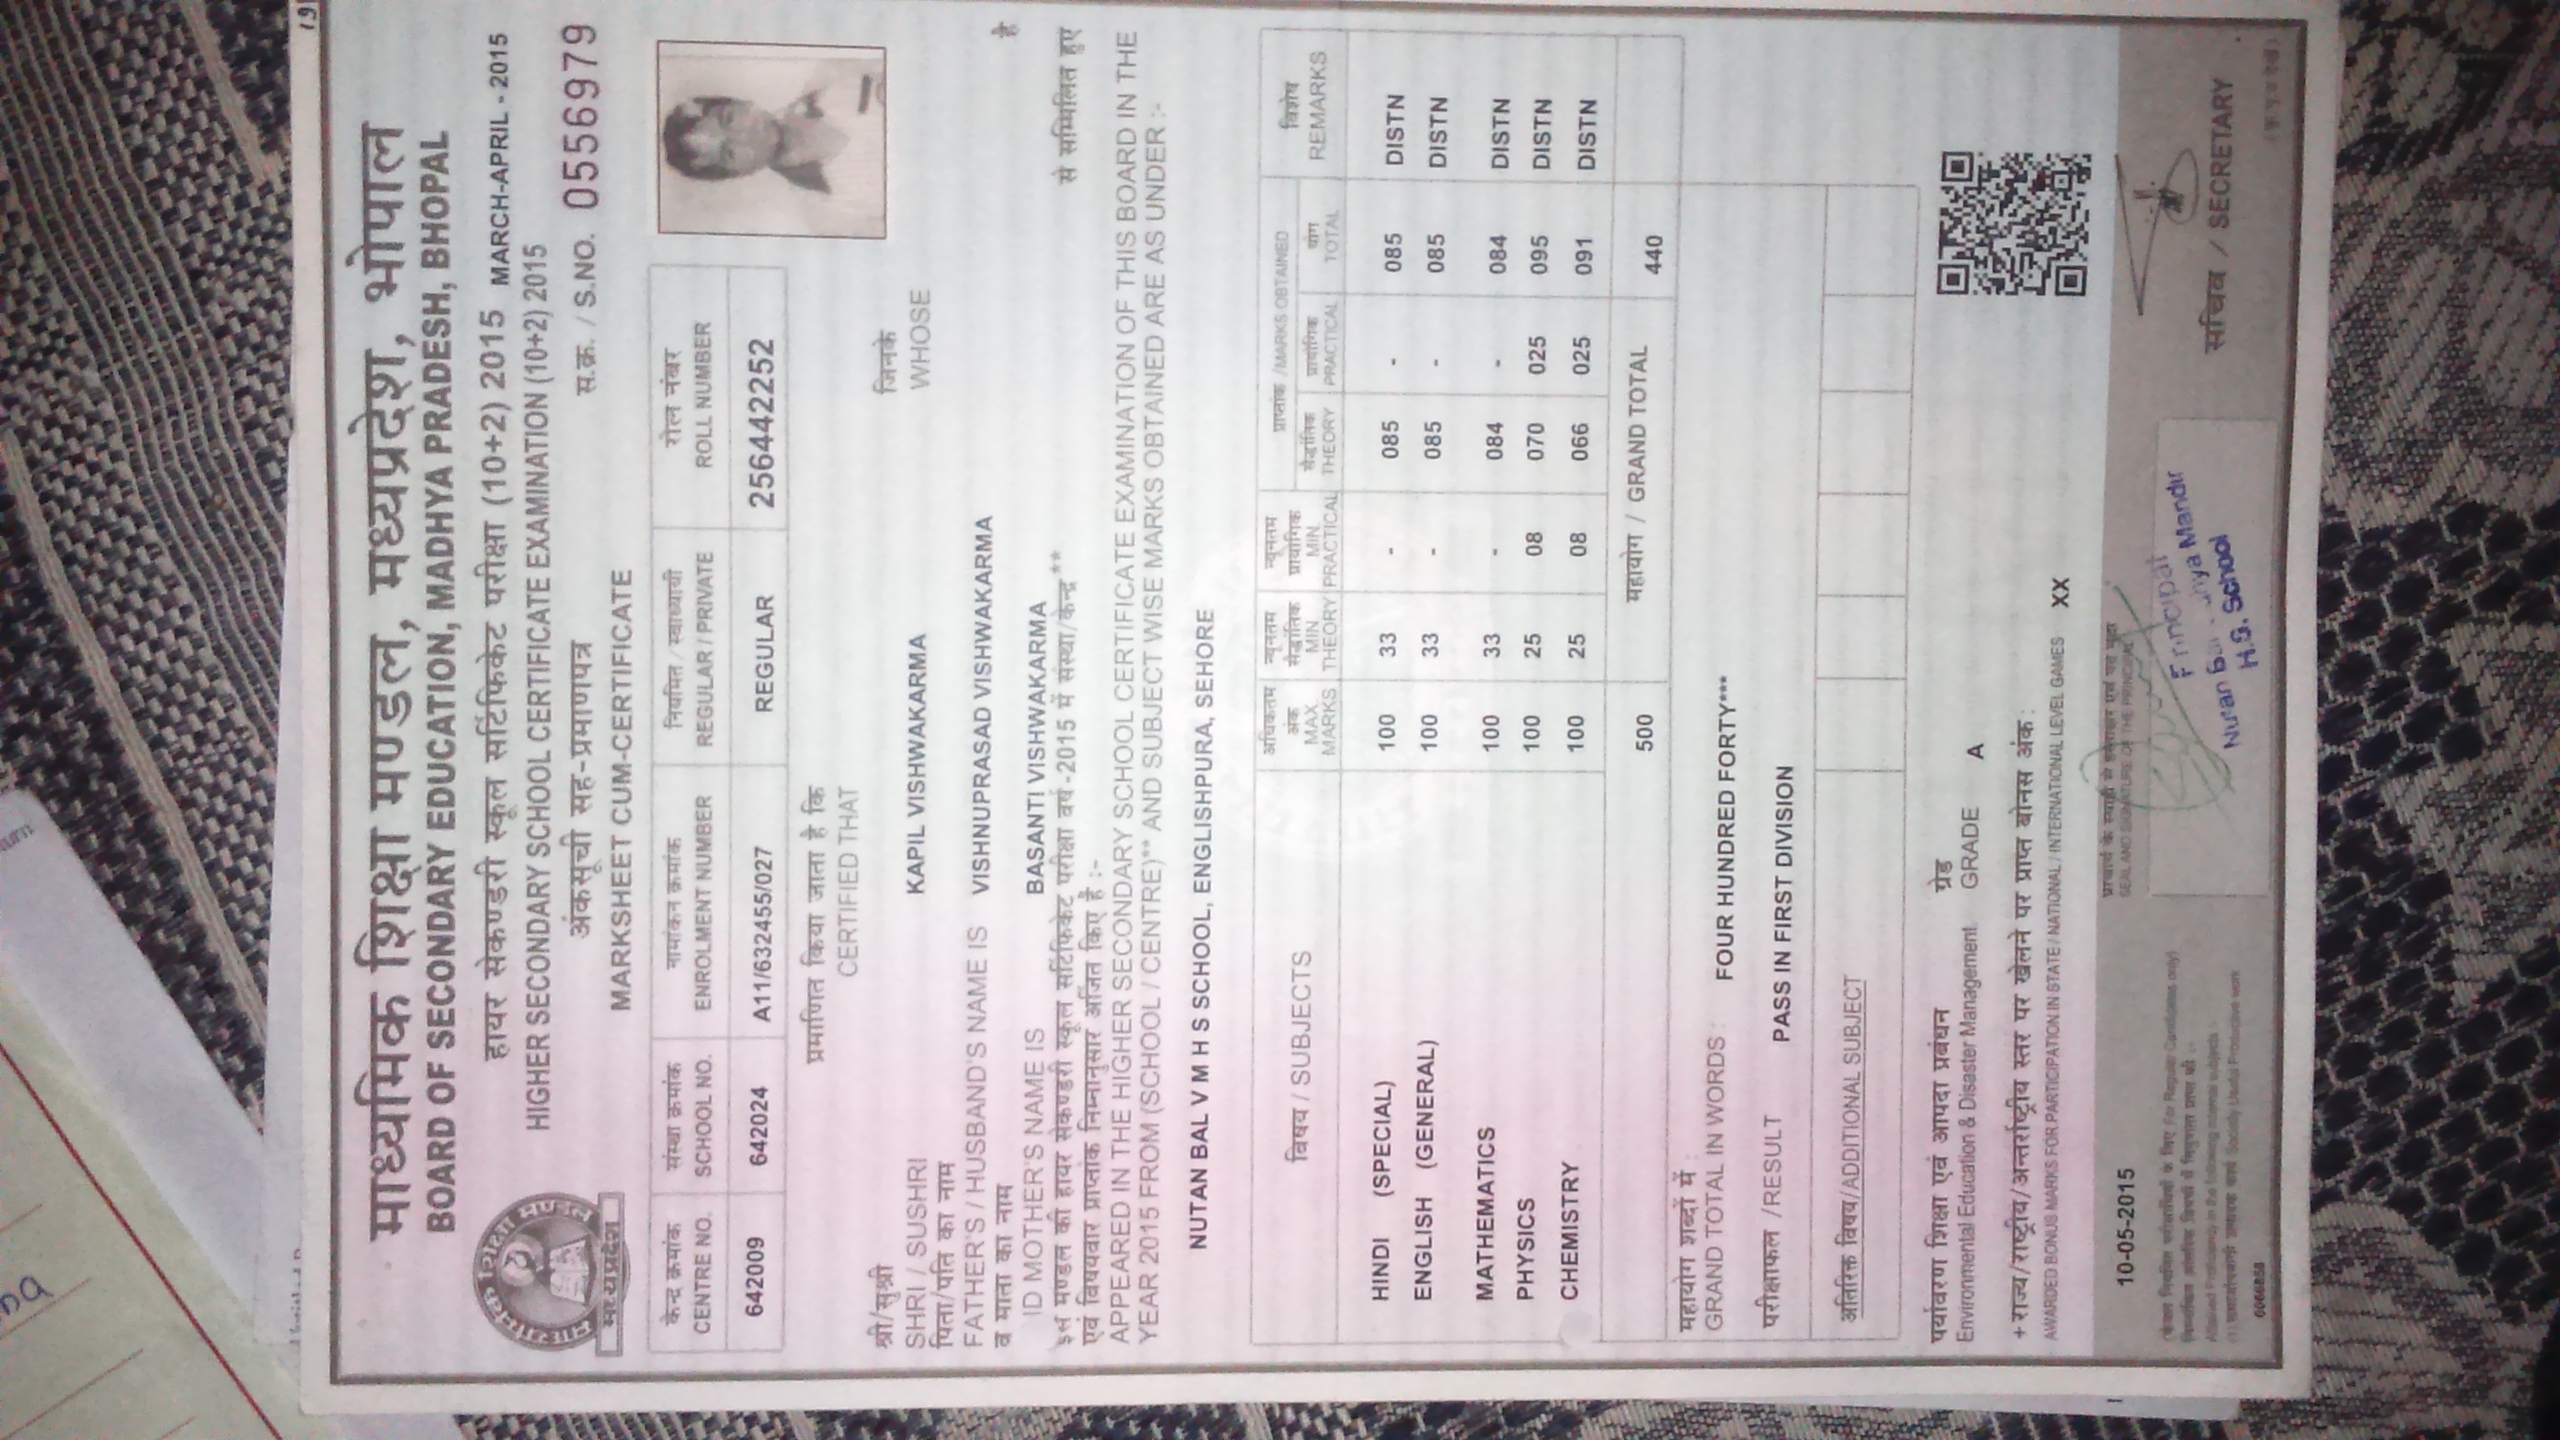 माध्यमिक शिक्षा मण्डल, मध्यप्रदेश, भोपाल
BOARD OF SECONDARY EDUCATION, MADHYA PRADESH, BHOPAL
हायर सेकण्डरी स्कूल सर्टिफिकेट परीक्षा (10+2) 2015 MARCH-APRIL - 2015
HIGHER SECONDARY SCHOOL CERTIFICATE EXAMINATION (10+2) 2015
अंकसूची सह-प्रमाणपत्र स.क्र. / S.NO. 0556979
MARKSHEET CUM-CERTIFICATE
मध्यप्रदेश
केन्द्र क्रमांक संस्था क्रमांक नामांकन क्रमांक नियमित / स्वाध्यायी रोल नंबर
CENTRE NO. SCHOOL NO. ENROLMENT NUMBER REGULAR / PRIVATE ROLL NUMBER
642009 642024 A11/632455/027 REGULAR 256442252
प्रमाणित किया जाता है कि
CERTIFIED THAT
श्री/सुश्री जिनके
SHRI / SUSHRI KAPIL VISHWAKARMA WHOSE
पिता/पति का नाम
FATHER'S / HUSBAND'S NAME IS VISHNUPRASAD VISHWAKARMA
व माता का नाम है
ID MOTHER'S NAME IS BASANTI VISHWAKARMA
इस मण्डल की हायर सेकण्डरी स्कूल सर्टिफिकेट परीक्षा वर्ष-2015 में संस्था/केन्द्र** से सम्मिलित हुए
एवं विषयवार प्राप्तांक निम्नानुसार अर्जित किए है :-
APPEARED IN THE HIGHER SECONDARY SCHOOL CERTIFICATE EXAMINATION OF THIS BOARD IN THE
YEAR 2015 FROM (SCHOOL / CENTRE)** AND SUBJECT WISE MARKS OBTAINED ARE AS UNDER :-
NUTAN BAL V M H S SCHOOL, ENGLISHPURA, SEHORE
विषय / SUBJECTS
अधिकतम अंक MAX. MARKS
न्यूनतम सैद्धांतिक MIN. THEORY
न्यूनतम प्रायोगिक MIN. PRACTICAL
प्राप्तांक /MARKS OBTAINED
सैद्धांतिक THEORY
प्रायोगिक PRACTICAL
योग TOTAL
विशेष REMARKS
HINDI (SPECIAL) 100 33 - 085 - 085 DISTN
ENGLISH (GENERAL) 100 33 - 085 - 085 DISTN
MATHEMATICS 100 33 - 084 - 084 DISTN
PHYSICS 100 25 08 070 025 095 DISTN
CHEMISTRY 100 25 08 066 025 091 DISTN
500 महायोग / GRAND TOTAL 440
महायोग शब्दों में :
GRAND TOTAL IN WORDS : FOUR HUNDRED FORTY***
परीक्षाफल /RESULT PASS IN FIRST DIVISION
अतिरिक्त विषय/ADDITIONAL SUBJECT
पर्यावरण शिक्षा एवं आपदा प्रबंधन ग्रेड
Environmental Education & Disaster Management. GRADE A
+राज्य/राष्ट्रीय/अन्तर्राष्ट्रीय स्तर पर खेलने पर प्राप्त बोनस अंक :
AWARDED BONUS MARKS FOR PARTICIPATION IN STATE / NATIONAL / INTERNATIONAL LEVEL GAMES XX
10-05-2015
SEAL AND SIGNATURE OF THE PRINCIPAL
(केवल नियमित परीक्षार्थियों के लिए For Regular Candidates only)
Attained Proficiency in the following internal subjects :-
Socially Useful Productive work
0066858
Principal
Mandir
H.S. School
सचिव / SECRETARY